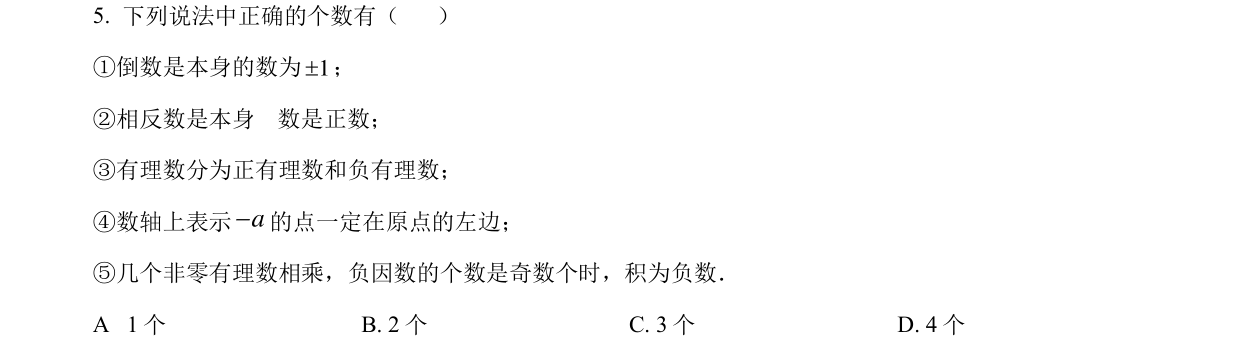 5. 下列说法中正确的个数有（ ）
①倒数是本身的数为±1；
②相反数是本身 数是正数；
③有理数分为正有理数和负有理数；
④数轴上表示−a的点一定在原点的左边；
⑤几个非零有理数相乘，负因数的个数是奇数个时，积为负数．
A 1个 B. 2个 C. 3个 D. 4个